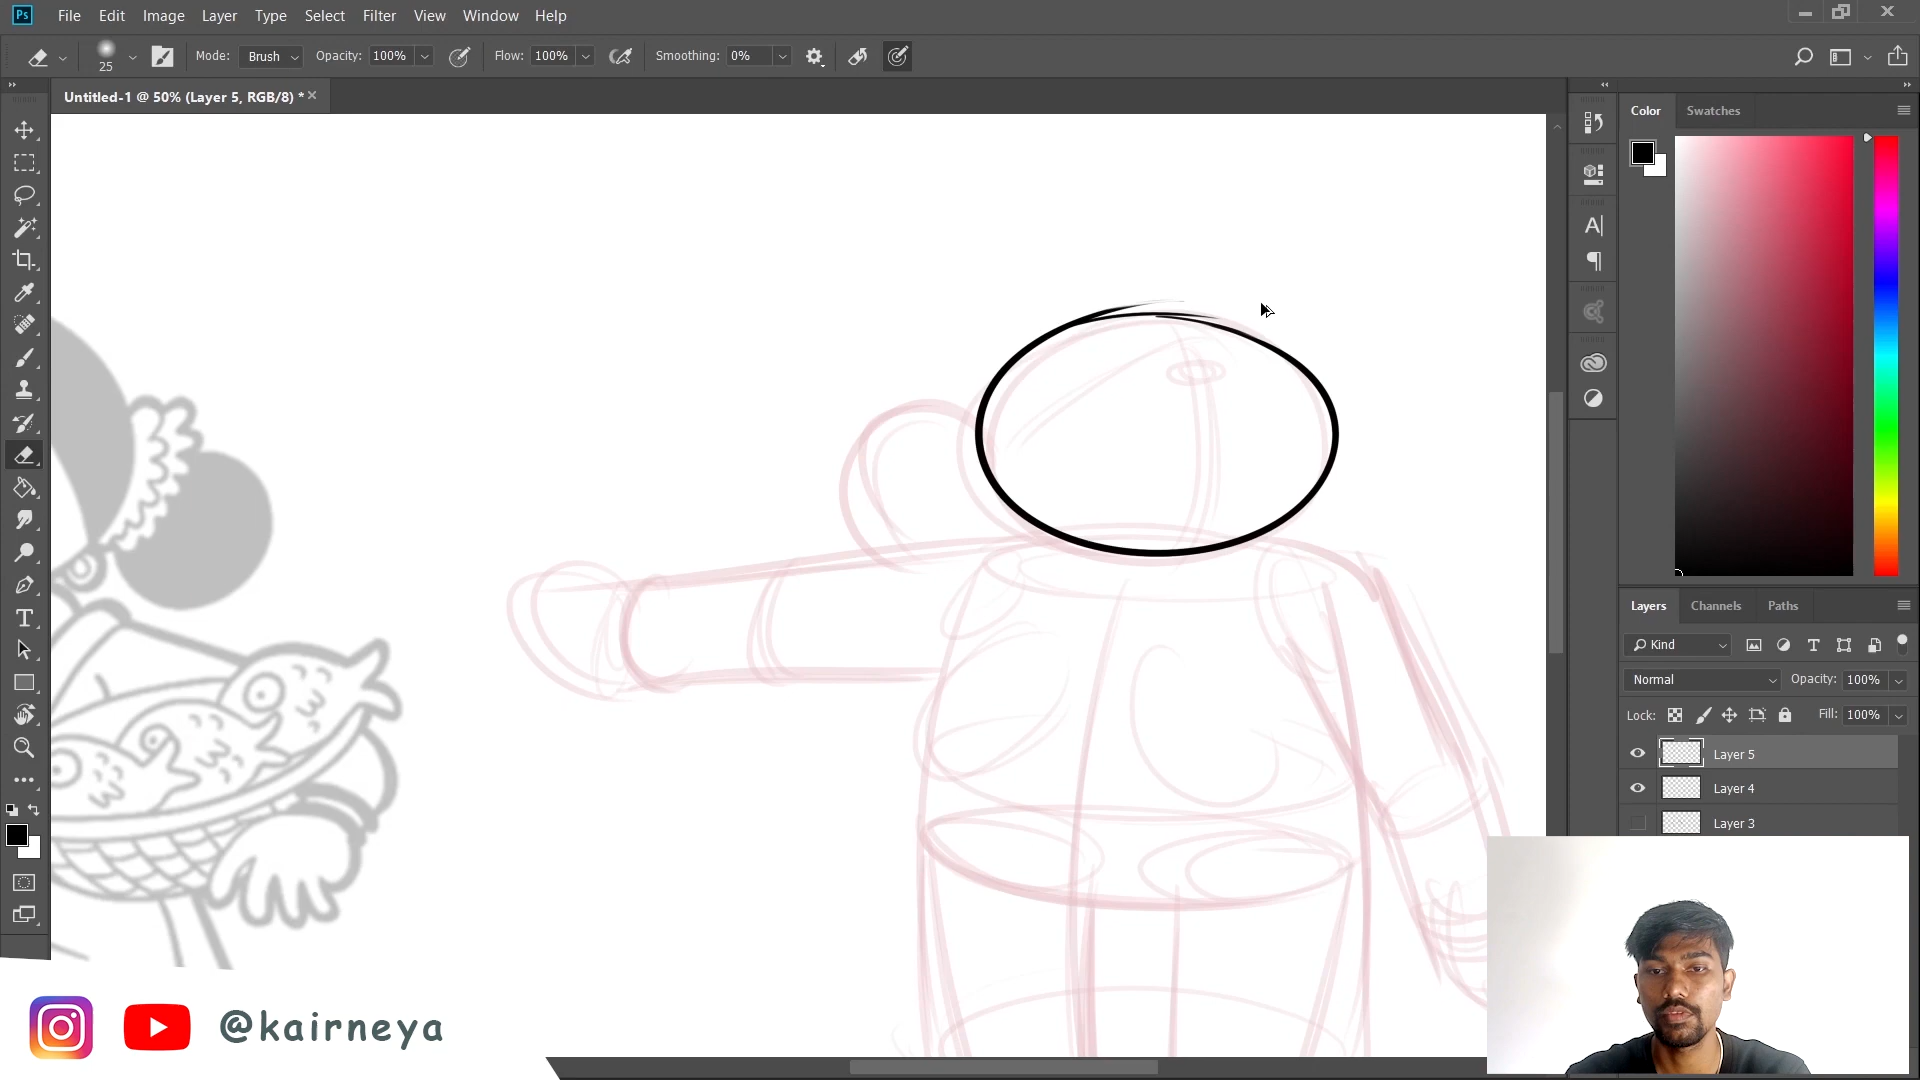 Ps File Edit Image Layer Type Select Filter View Window Help
25 Mode: Brush Opacity: 100% Flow: 100% Smoothing: 0%
Untitled-1 @ 50% (Layer 5, RGB/8) *
Color Swatches
Layers Channels Paths
Kind
Normal Opacity: 100%
Lock: Fill: 100%
Layer 5
Layer 4
Layer 3
@kairneya